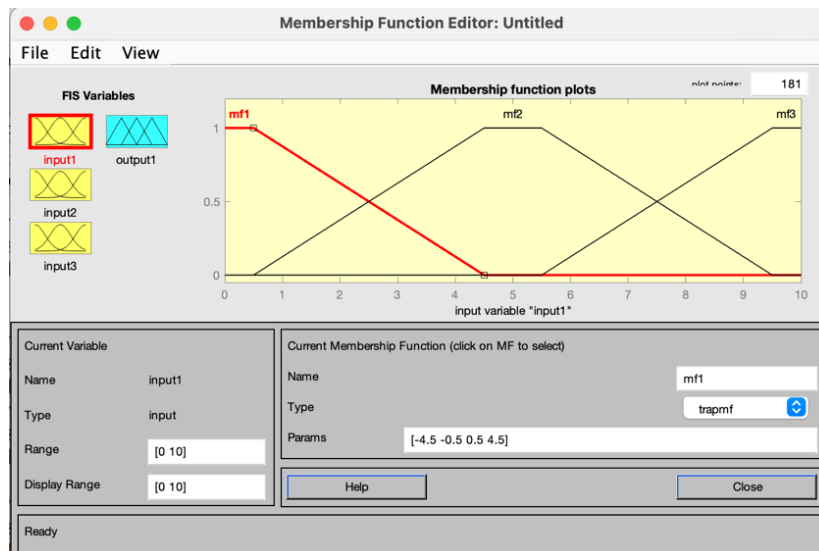 Membership Function Editor: Untitled
File Edit View
FIS Variables
Membership function plots
plot points:
181
input1
output1
input2
input3
mf1
mf2
mf3
1
0.5
0
0 1 2 3 4 5 6 7 8 9 10
input variable "input1"
Current Variable
Name input1
Type input
Range [0 10]
Display Range [0 10]
Current Membership Function (click on MF to select)
Name mf1
Type trapmf
Params [-4.5 -0.5 0.5 4.5]
Help Close
Ready